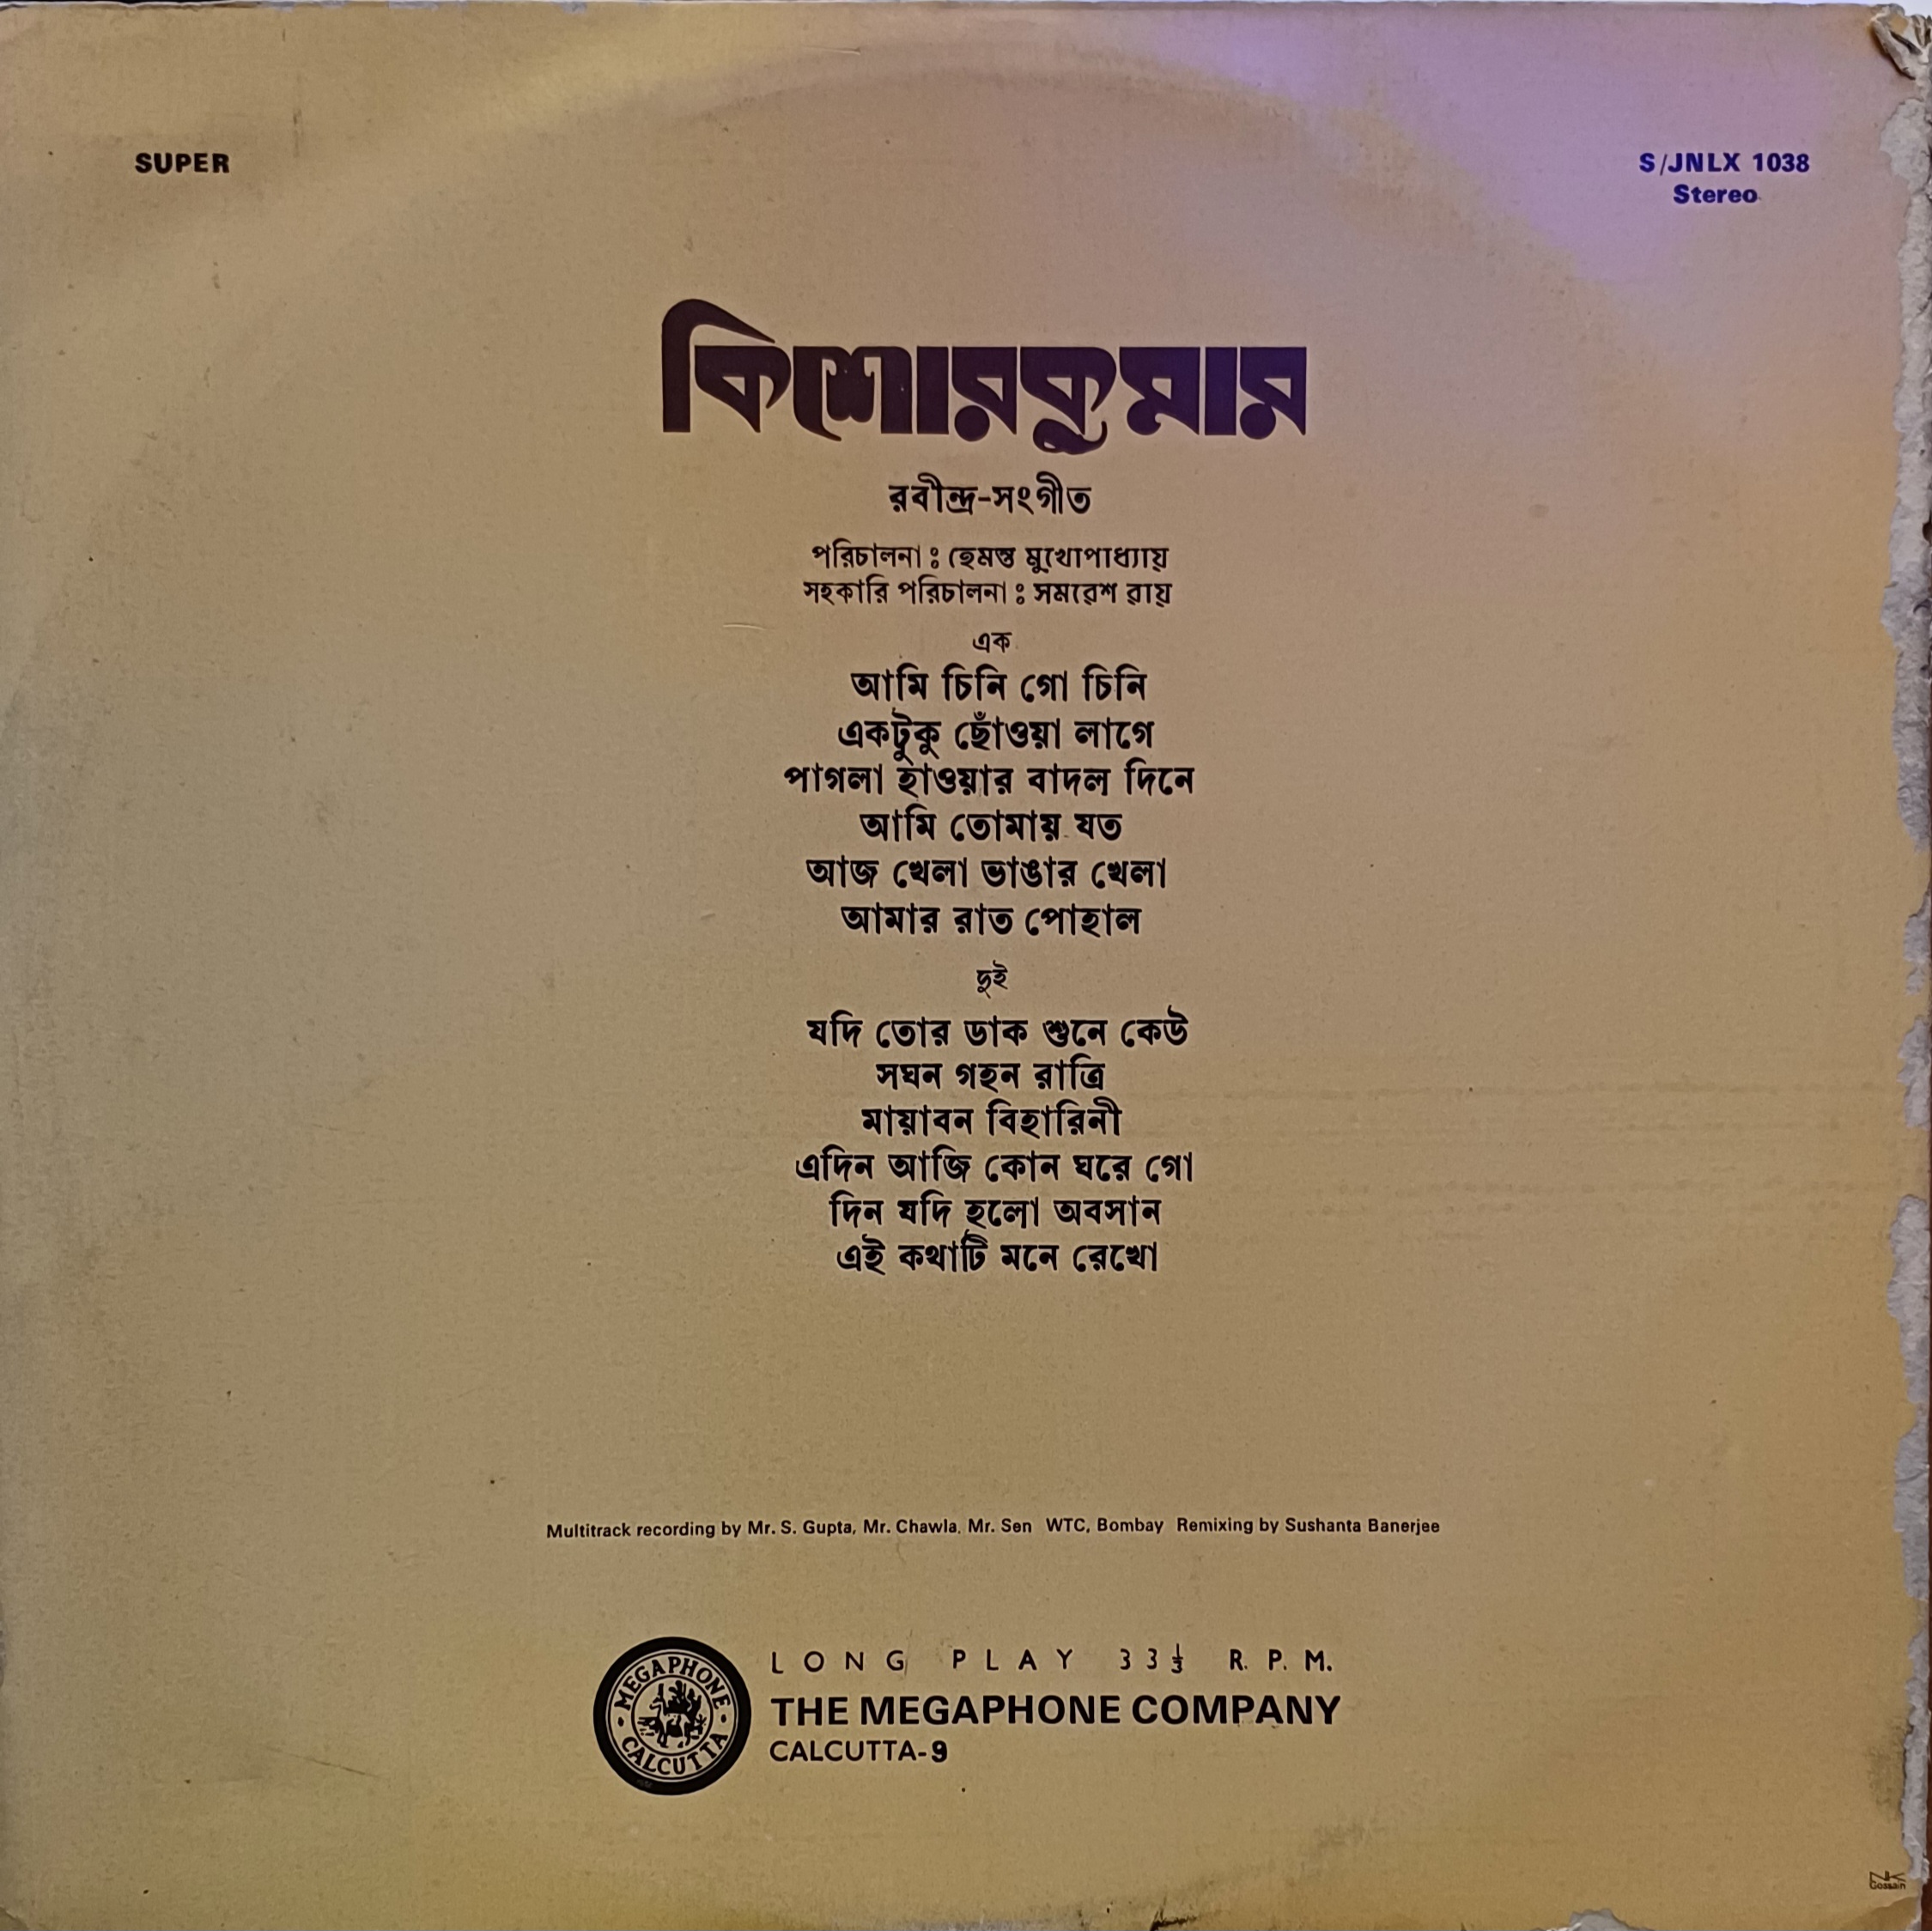 SUPER
S/JNLX 1038
Stereo
কিশোরকুমার
রবীন্দ্র-সংগীত
পরিচালনা : হেমন্ত মুখোপাধ্যায়
সহকারি পরিচালনা : সমরেশ রায়
এক
আমি চিনি গো চিনি
একটুকু ছোঁওয়া লাগে
পাগলা হাওয়ার বাদল দিনে
আমি তোমায় যত
আজ খেলা ভাঙার খেলা
আমার রাত পোহাল
দুই
যদি তোর ডাক শুনে কেউ
সঘন গহন রাত্রি
মায়াবন বিহারিনী
এদিন আজি কোন ঘরে গো
দিন যদি হলো অবসান
এই কথাটি মনে রেখো
Multitrack recording by Mr. S. Gupta, Mr. Chawla, Mr. Sen WTC, Bombay Remixing by Sushanta Banerjee
LONG PLAY 33⅓ R.P.M.
THE MEGAPHONE COMPANY
CALCUTTA-9
MEGAPHONE
CALCUTTA
NK
Gossain